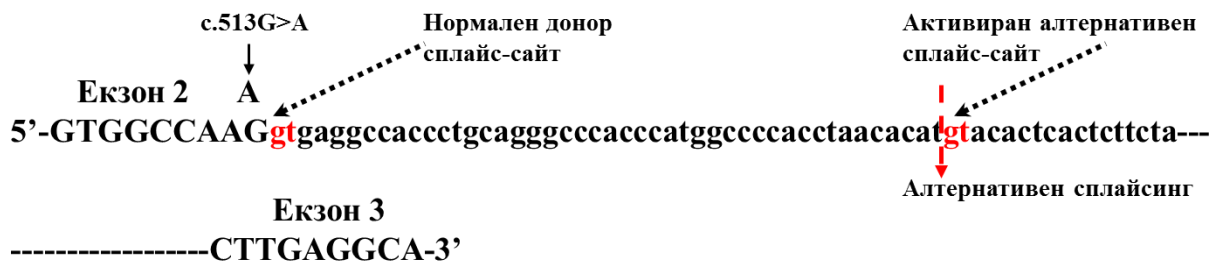 c.513G>A
Нормален донор
сплайс-сайт
Активиран алтернативен
сплайс-сайт
Екзон 2 A
5’-GTGGCCAAGgtgaggccaccctgcagggcccacccatggccccacctaacacatgtacactcactcttcta---
Алтернативен сплайсинг
Екзон 3
------------------CTTGAGGCA-3’